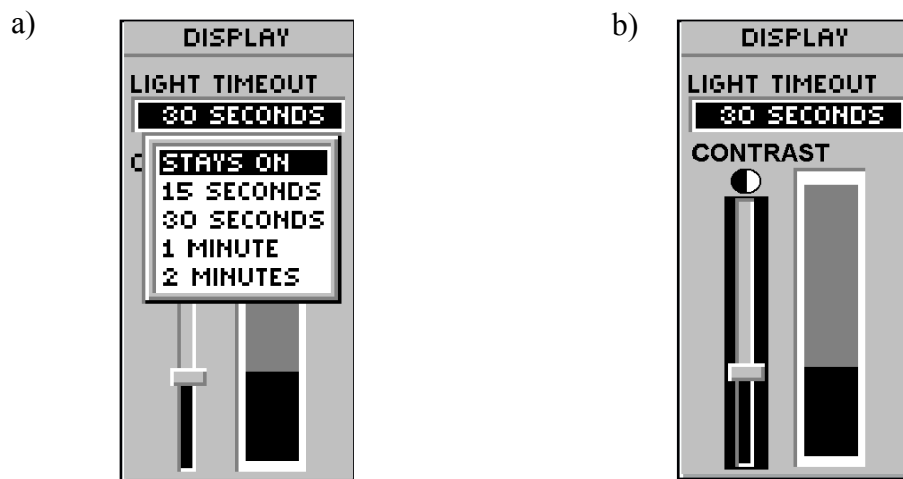 a)
DISPLAY
LIGHT TIMEOUT
30 SECONDS
C
STAYS ON
15 SECONDS
30 SECONDS
1 MINUTE
2 MINUTES
b)
DISPLAY
LIGHT TIMEOUT
30 SECONDS
CONTRAST